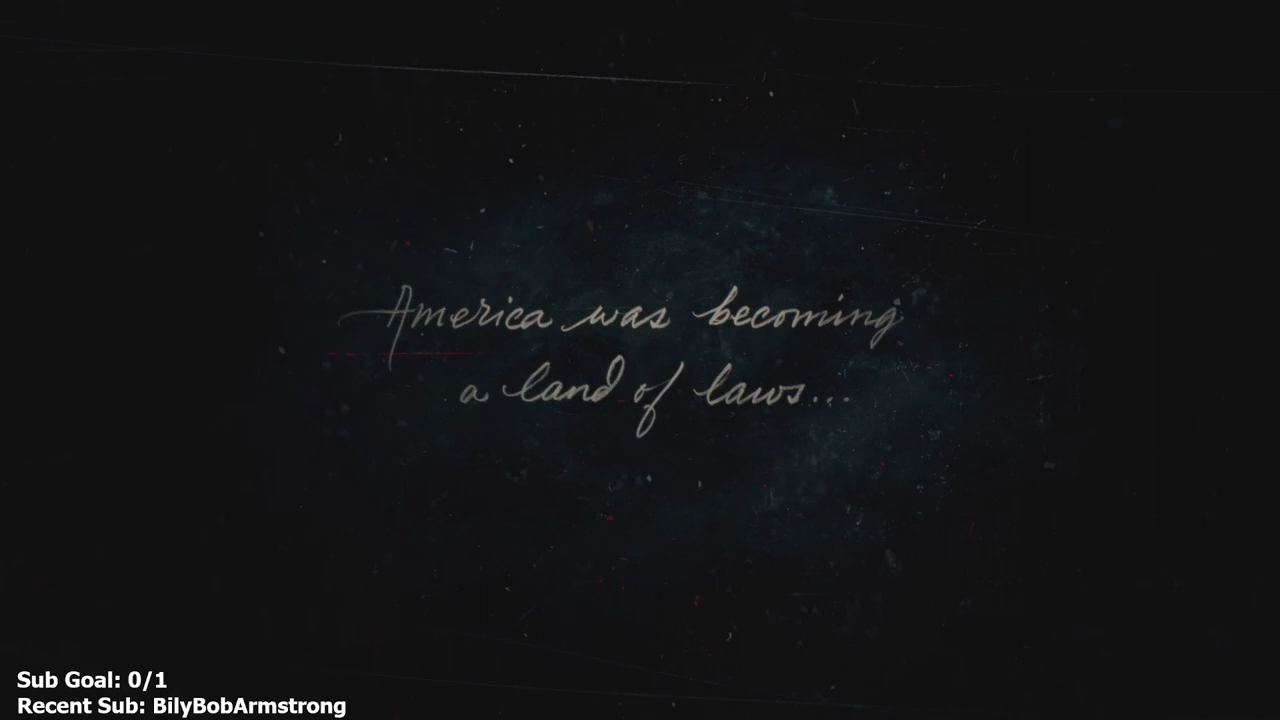 America was becoming
a land of laws...
Sub Goal: 0/1
Recent Sub: BilyBobArmstrong